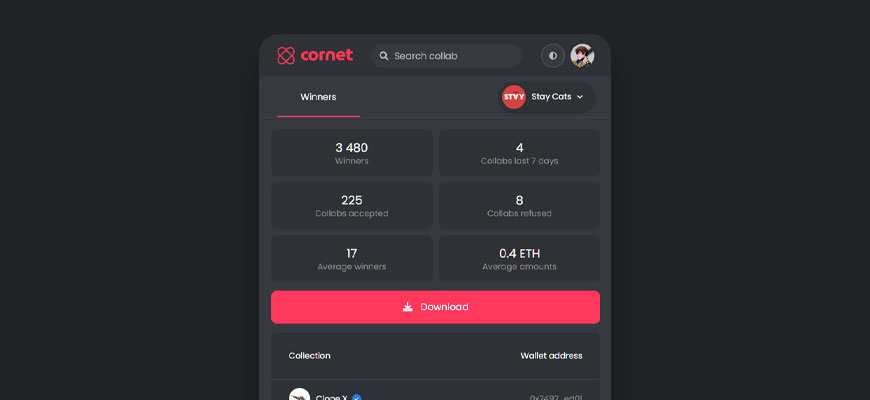 cornet
Search collab
Winners
STAY
Stay Cats
3 480
Winners
4
Collabs last 7 days
225
Collabs accepted
8
Collabs refused
17
Average winners
0.4 ETH
Average amounts
Download
Collection
Wallet address
Clone X
0x7492...ed01